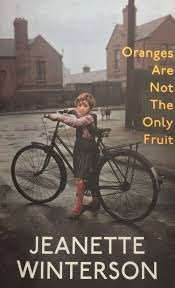 Oranges
Are
Not
The
Only
Fruit
JEANETTE
WINTERSON